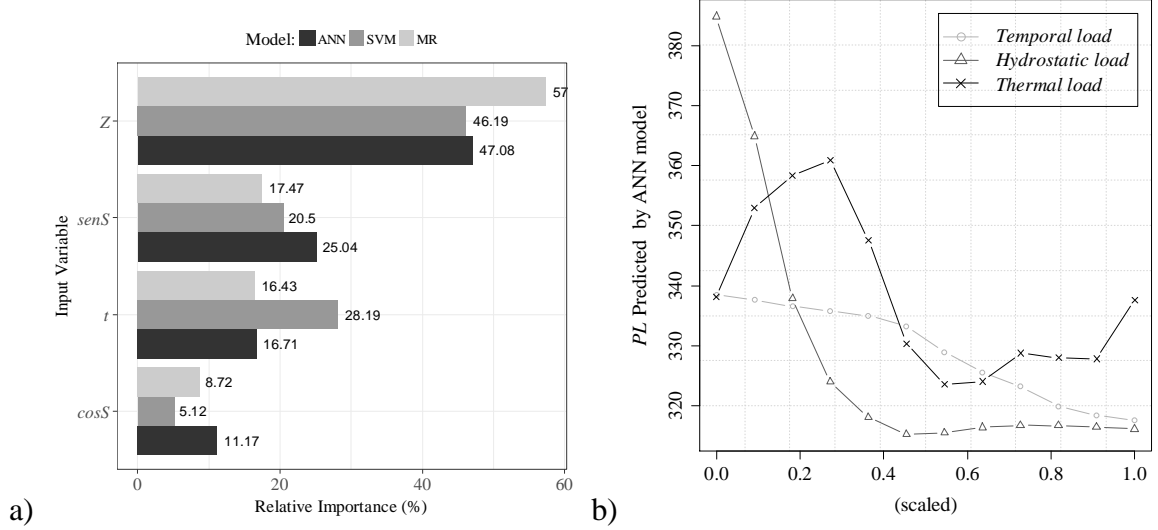 Model: ANN SVM MR
Z
57
46.19
47.08
senS
17.47
20.5
25.04
t
16.43
28.19
16.71
cosS
8.72
5.12
11.17
Input Variable
0 20 40 60
Relative Importance (%)
a)
Temporal load
Hydrostatic load
Thermal load
PL Predicted by ANN model
380
370
360
350
340
330
320
0.0 0.2 0.4 0.6 0.8 1.0
(scaled)
b)